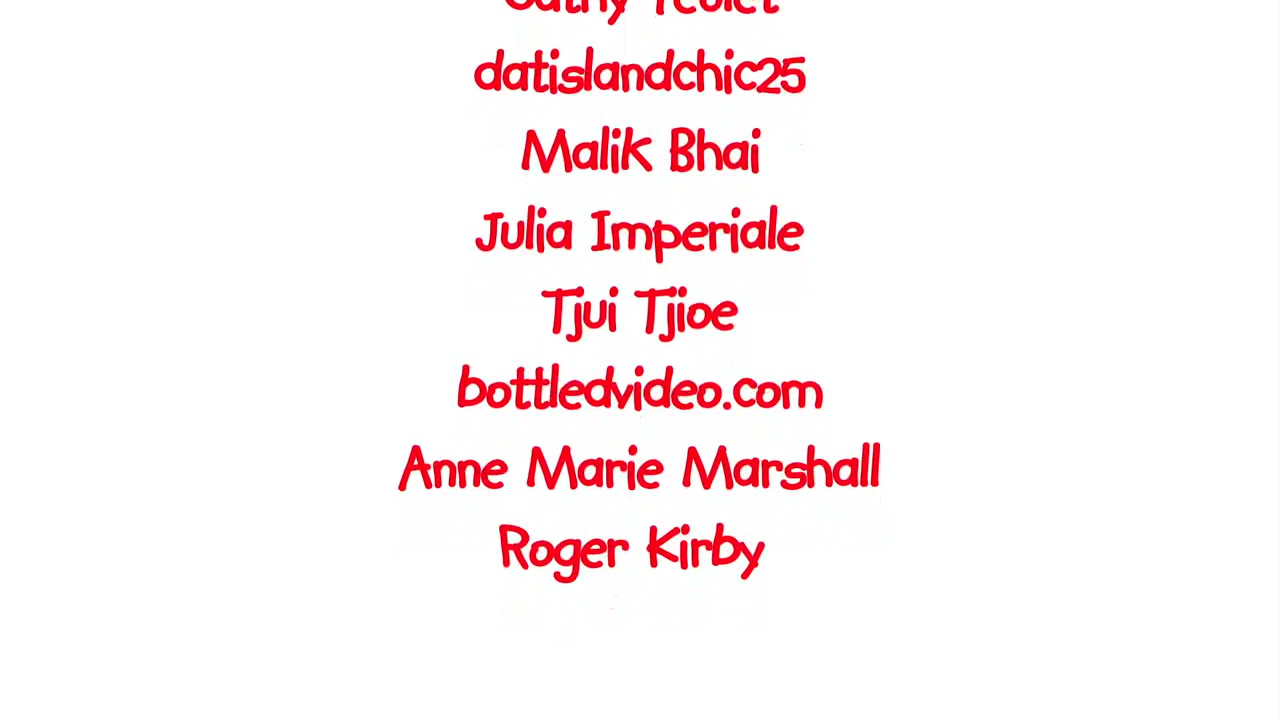 datislandchic25
Malik Bhai
Julia Imperiale
Tjui Tjioe
bottledvideo.com
Anne Marie Marshall
Roger Kirby